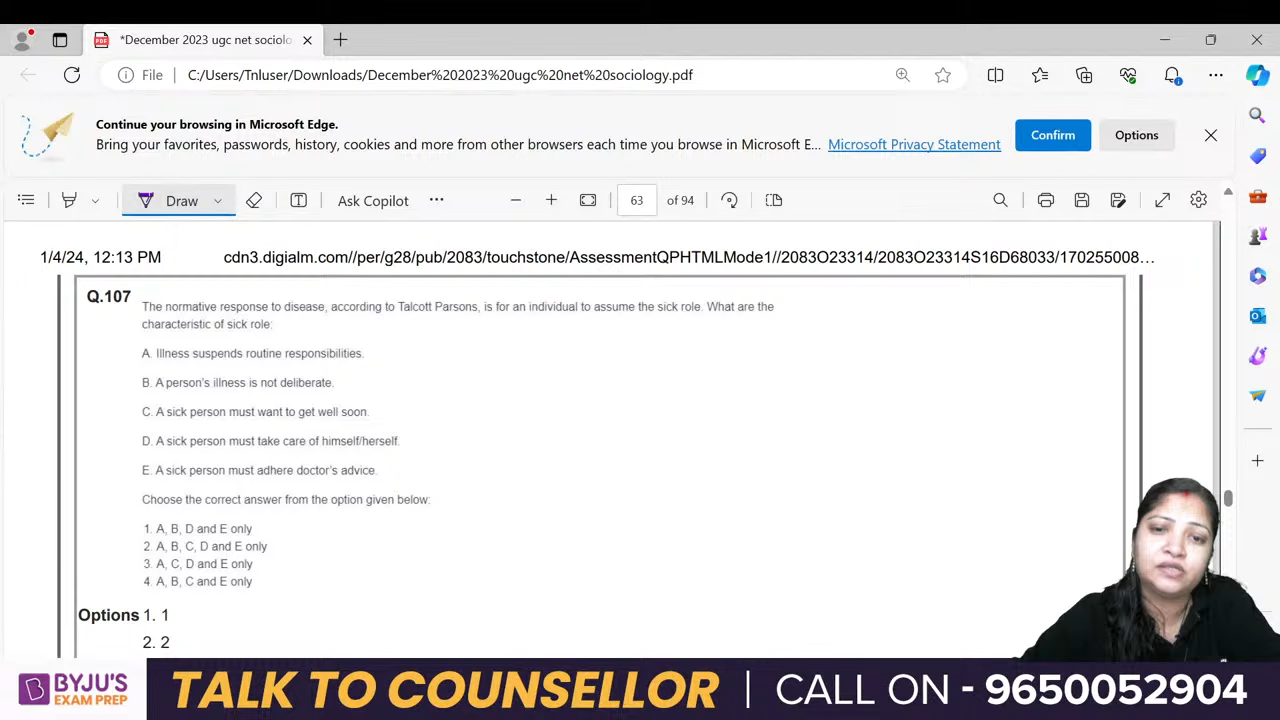 *December 2023 ugc net sociolo
File
C:/Users/Tnluser/Downloads/December%202023%20ugc%20net%20sociology.pdf
Continue your browsing in Microsoft Edge.
Bring your favorites, passwords, history, cookies and more from other browsers each time you browse in Microsoft E... Microsoft Privacy Statement
Confirm
Options
Draw
Ask Copilot
63 of 94
1/4/24, 12:13 PM
cdn3.digialm.com//per/g28/pub/2083/touchstone/AssessmentQPHTMLMode1//2083O23314/2083O23314S16D68033/170255008...
Q.107
The normative response to disease, according to Talcott Parsons, is for an individual to assume the sick role. What are the
characteristic of sick role:
A. Illness suspends routine responsibilities.
B. A person's illness is not deliberate.
C. A sick person must want to get well soon.
D. A sick person must take care of himself/herself.
E. A sick person must adhere doctor's advice.
Choose the correct answer from the option given below:
1. A, B, D and E only
2. A, B, C, D and E only
3. A, C, D and E only
4. A, B, C and E only
Options 1. 1
2. 2
BYJU'S
EXAM PREP
TALK TO COUNSELLOR | CALL ON - 9650052904